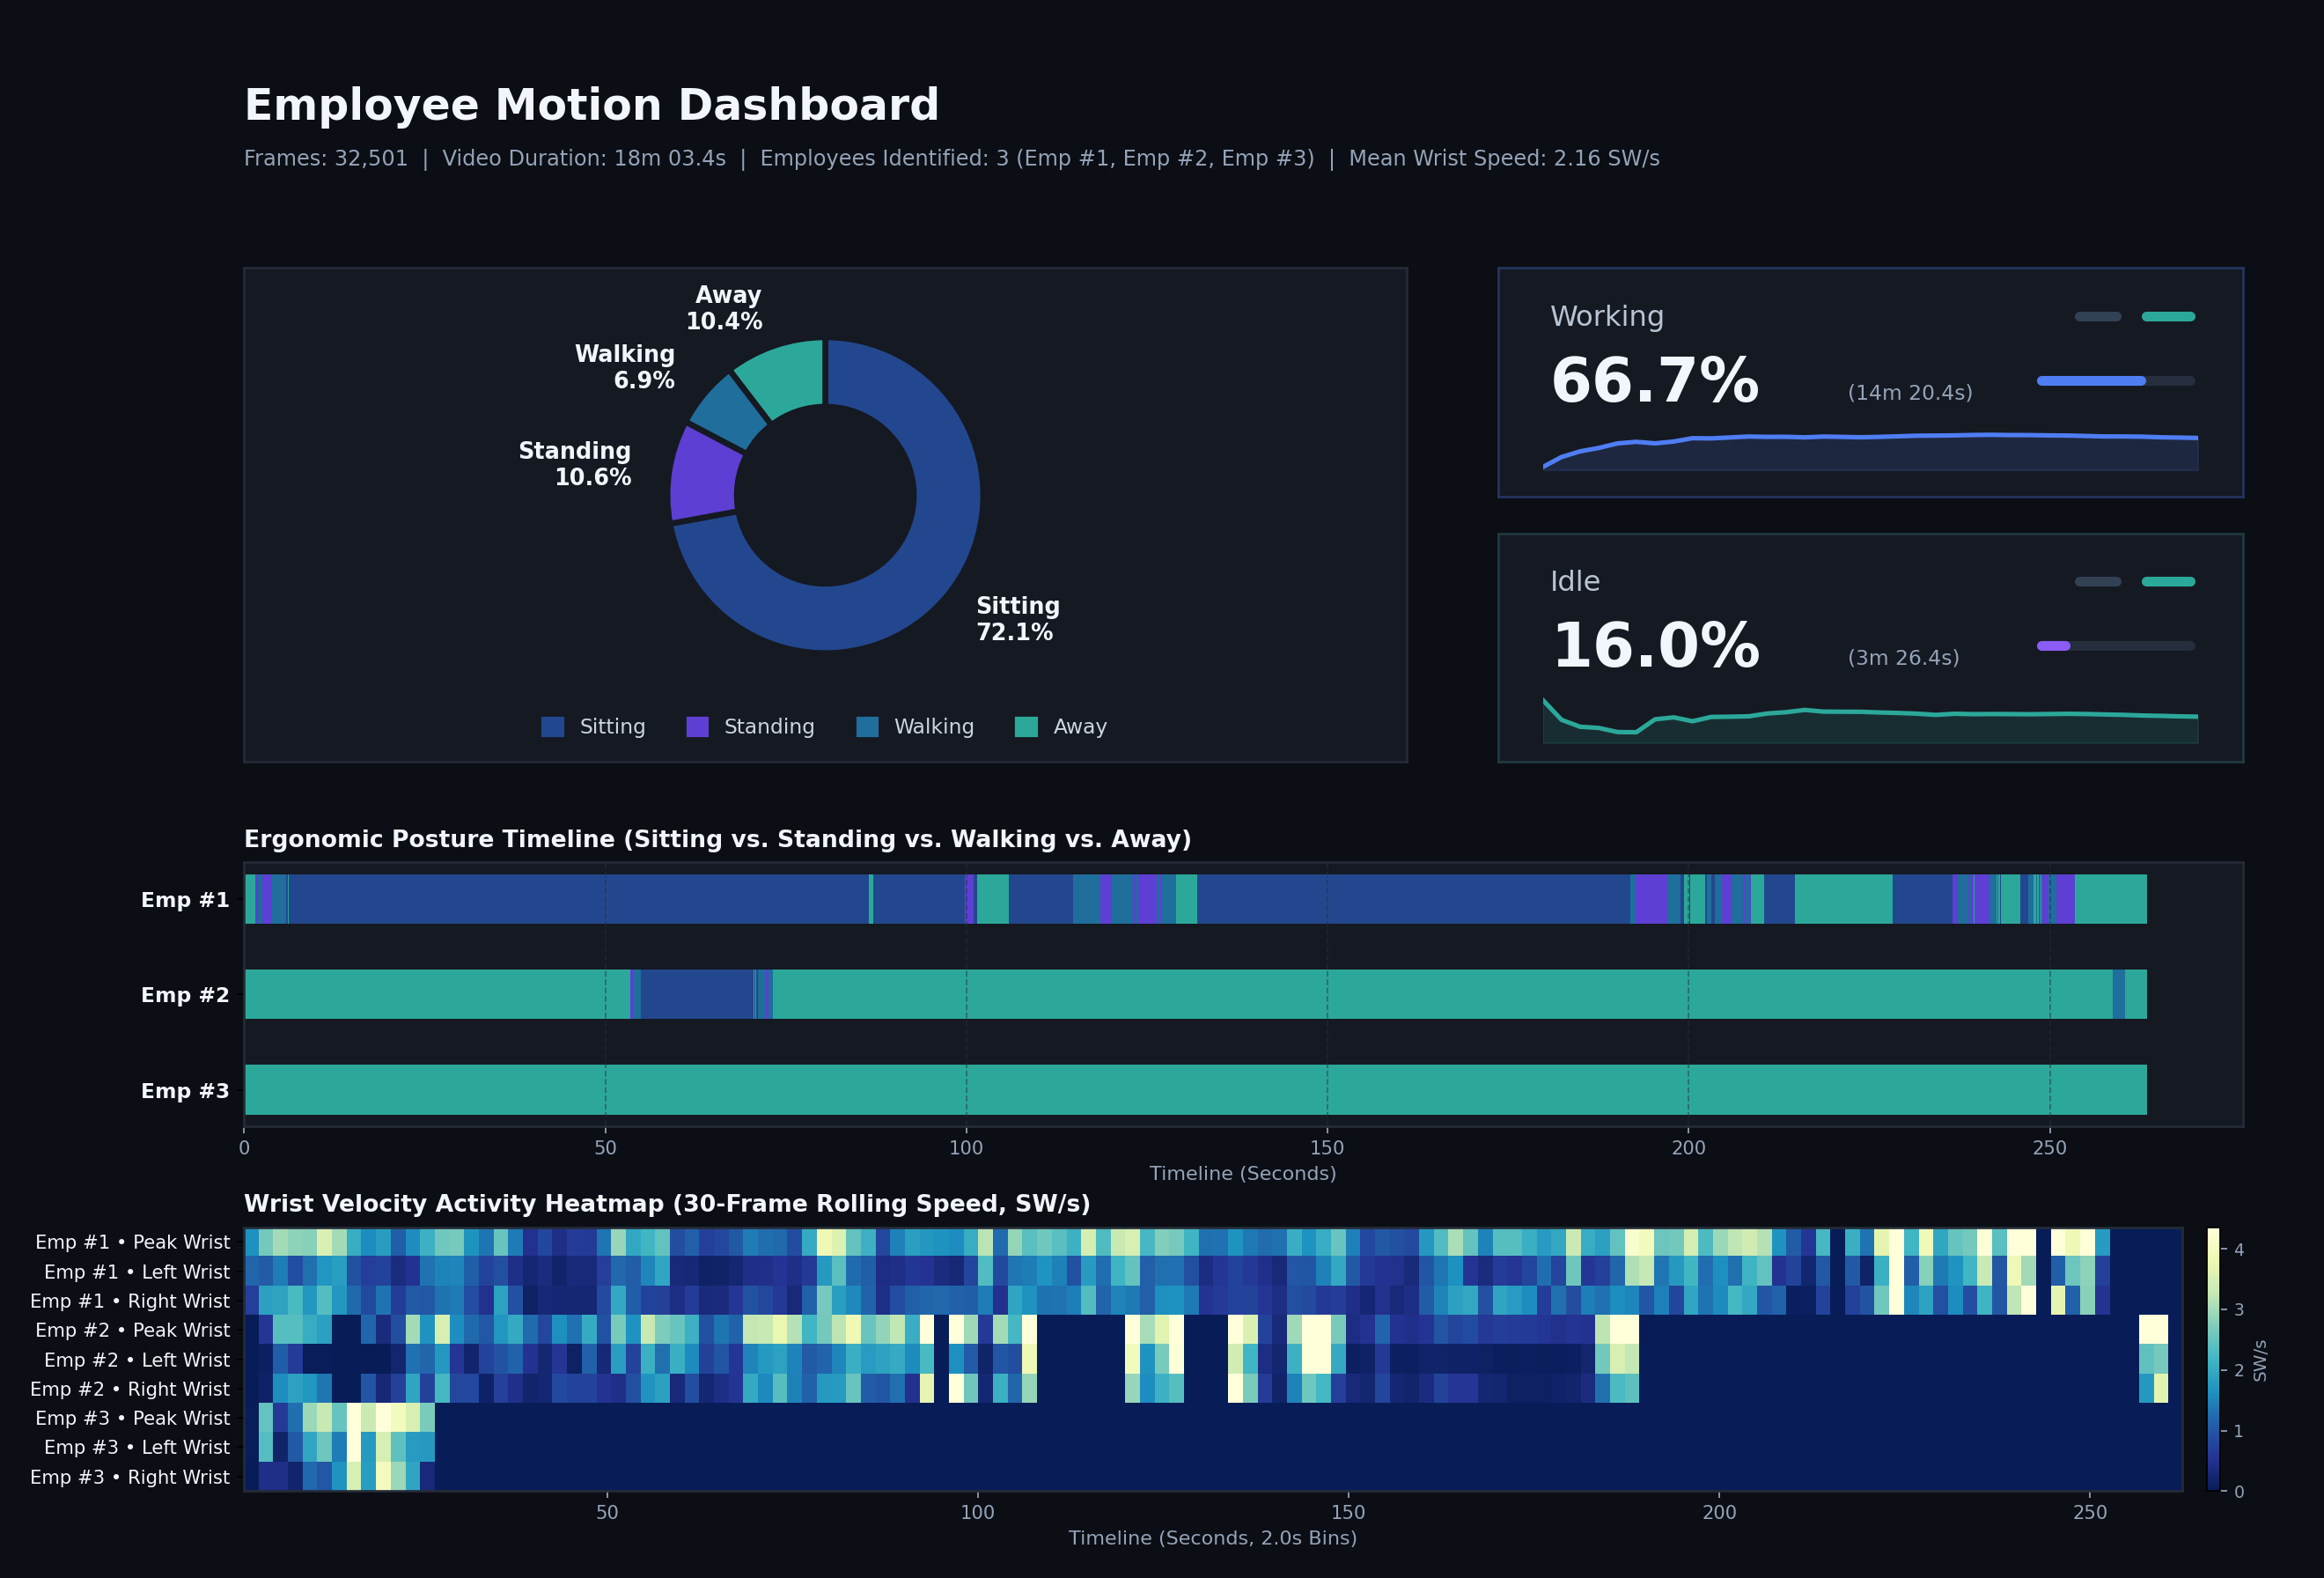 Employee Motion Dashboard
Frames: 32,501 | Video Duration: 18m 03.4s | Employees Identified: 3 (Emp #1, Emp #2, Emp #3) | Mean Wrist Speed: 2.16 SW/s
Away
10.4%
Walking
6.9%
Standing
10.6%
Sitting
72.1%
Sitting Standing Walking Away
Working
66.7% (14m 20.4s)
Idle
16.0% (3m 26.4s)
Ergonomic Posture Timeline (Sitting vs. Standing vs. Walking vs. Away)
Emp #1
Emp #2
Emp #3
0 50 100 150 200 250
Timeline (Seconds)
Wrist Velocity Activity Heatmap (30-Frame Rolling Speed, SW/s)
Emp #1 • Peak Wrist
Emp #1 • Left Wrist
Emp #1 • Right Wrist
Emp #2 • Peak Wrist
Emp #2 • Left Wrist
Emp #2 • Right Wrist
Emp #3 • Peak Wrist
Emp #3 • Left Wrist
Emp #3 • Right Wrist
50 100 150 200 250
Timeline (Seconds, 2.0s Bins)
4
3
2
1
0
SW/s